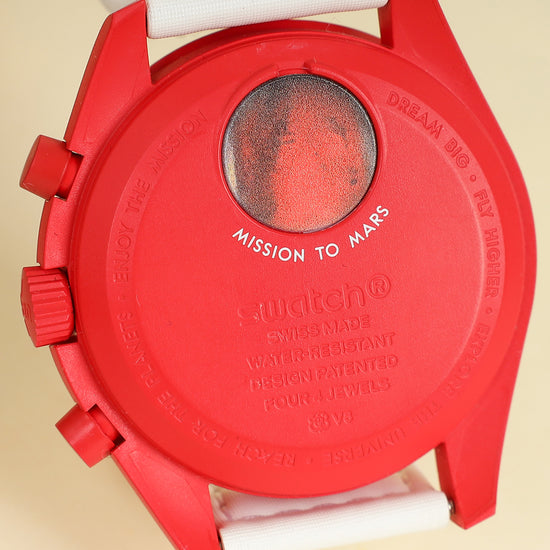 DREAM BIG • FLY HIGHER • EXPLORE THE UNIVERSE • REACH FOR THE PLANETS • ENJOY THE MISSION •
MISSION TO MARS
swatch®
SWISS MADE
WATER-RESISTANT
DESIGN PATENTED
FOUR 4 JEWELS
V8